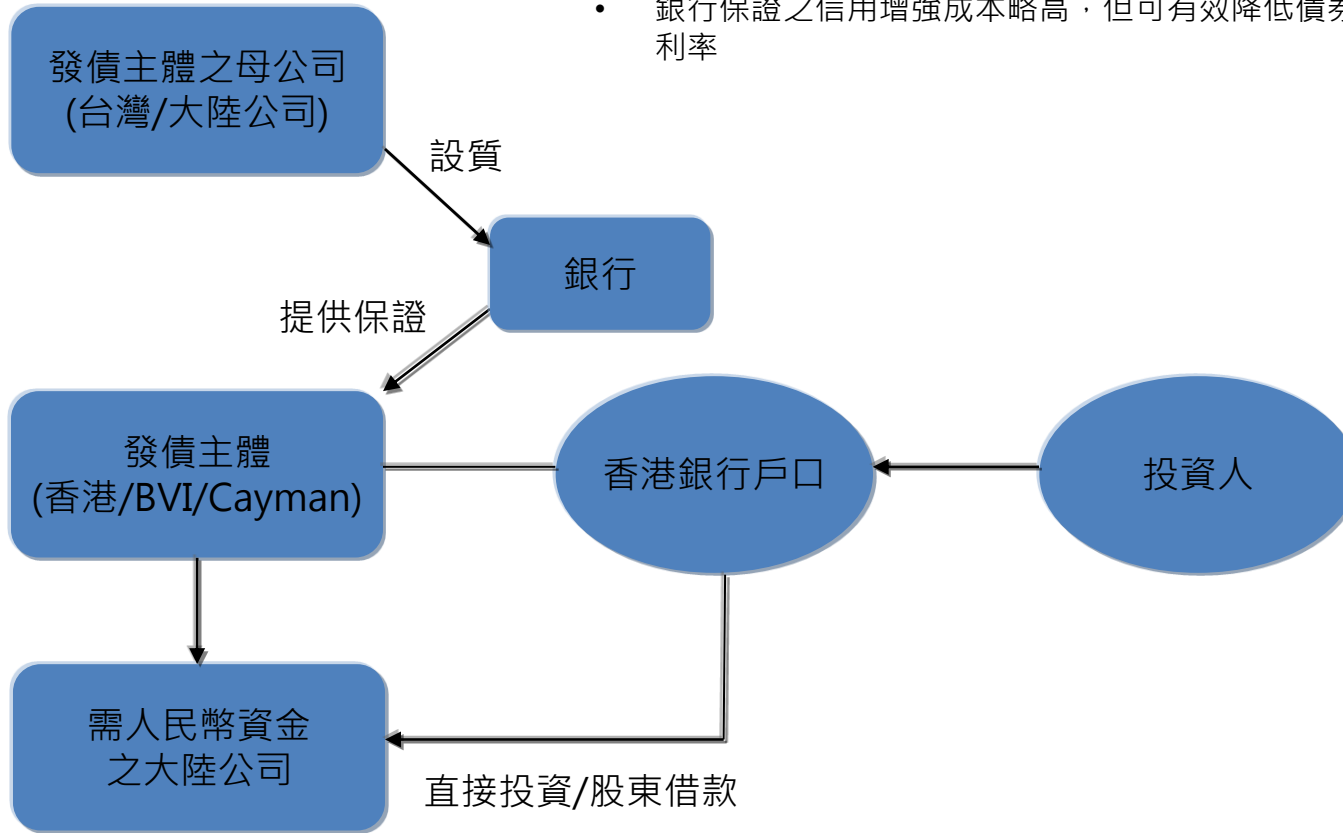 • 銀行保證之信用增強成本略高，但可有效降低債券
利率
發債主體之母公司
(台灣/大陸公司)
設質
銀行
提供保證
發債主體
(香港/BVI/Cayman)
香港銀行戶口
投資人
需人民幣資金
之大陸公司
直接投資/股東借款